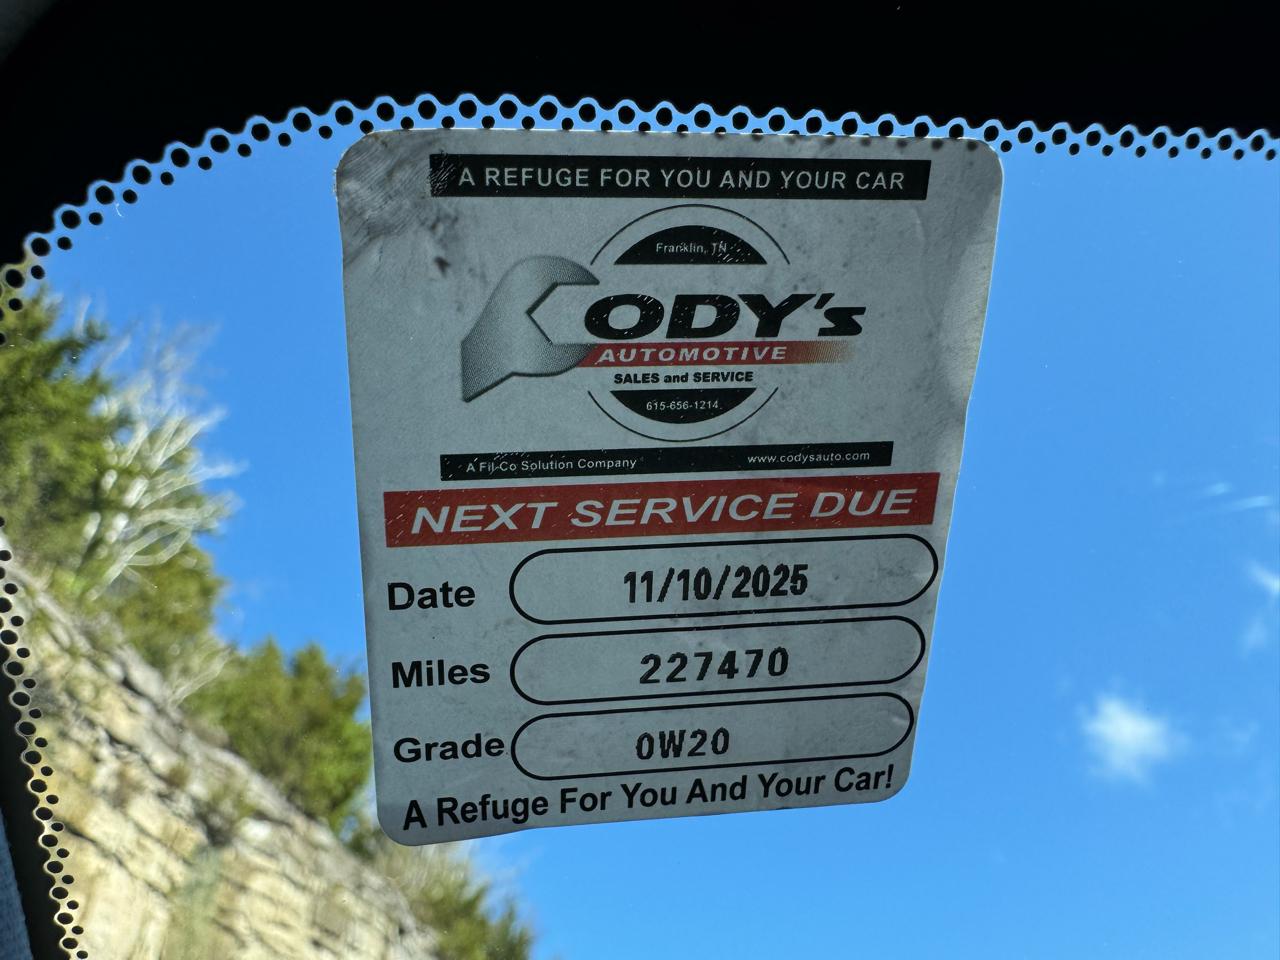 A REFUGE FOR YOU AND YOUR CAR
Franklin, TN
CODY's
AUTOMOTIVE
SALES and SERVICE
615-656-1214
A Fil-Co Solution Company www.codysauto.com
NEXT SERVICE DUE
Date 11/10/2025
Miles 227470
Grade 0W20
A Refuge For You And Your Car!